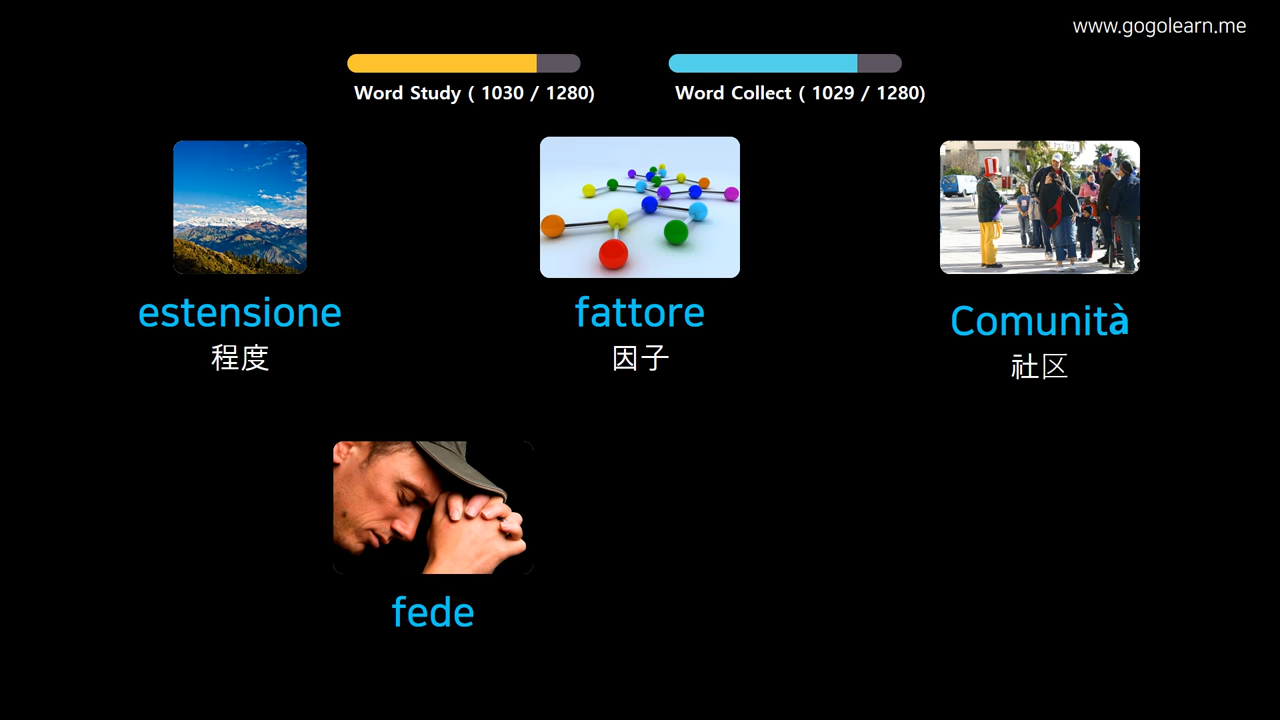 www.gogolearn.me
Word Study ( 1030 / 1280)
Word Collect ( 1029 / 1280)
estensione
程度
fattore
因子
Comunità
社区
fede